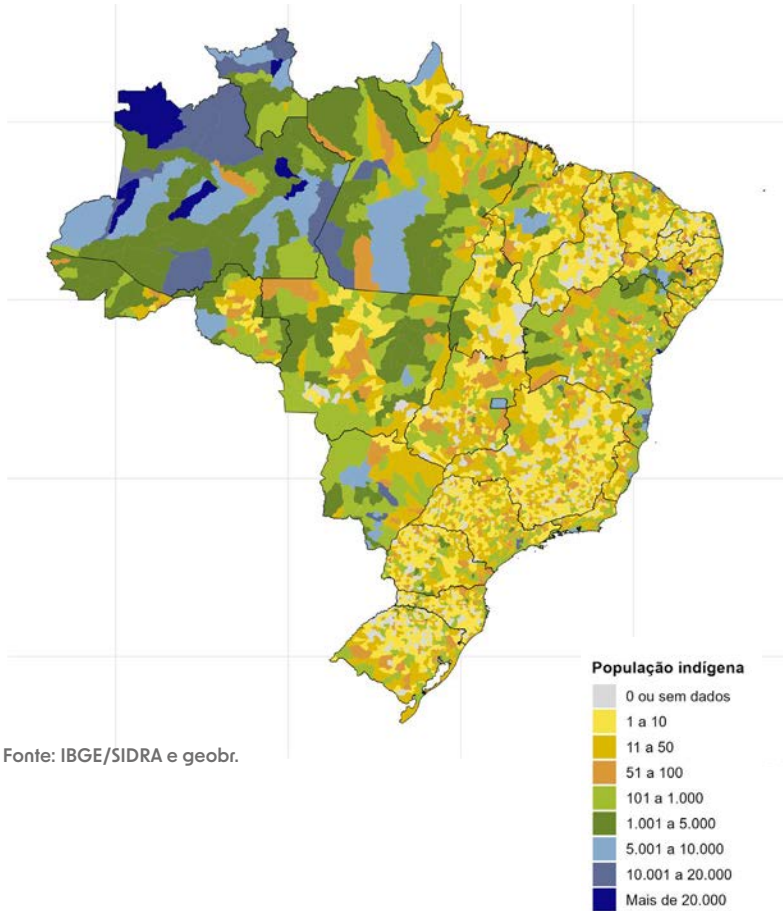 Fonte: IBGE/SIDRA e geobr.
População indígena
0 ou sem dados
1 a 10
11 a 50
51 a 100
101 a 1.000
1.001 a 5.000
5.001 a 10.000
10.001 a 20.000
Mais de 20.000